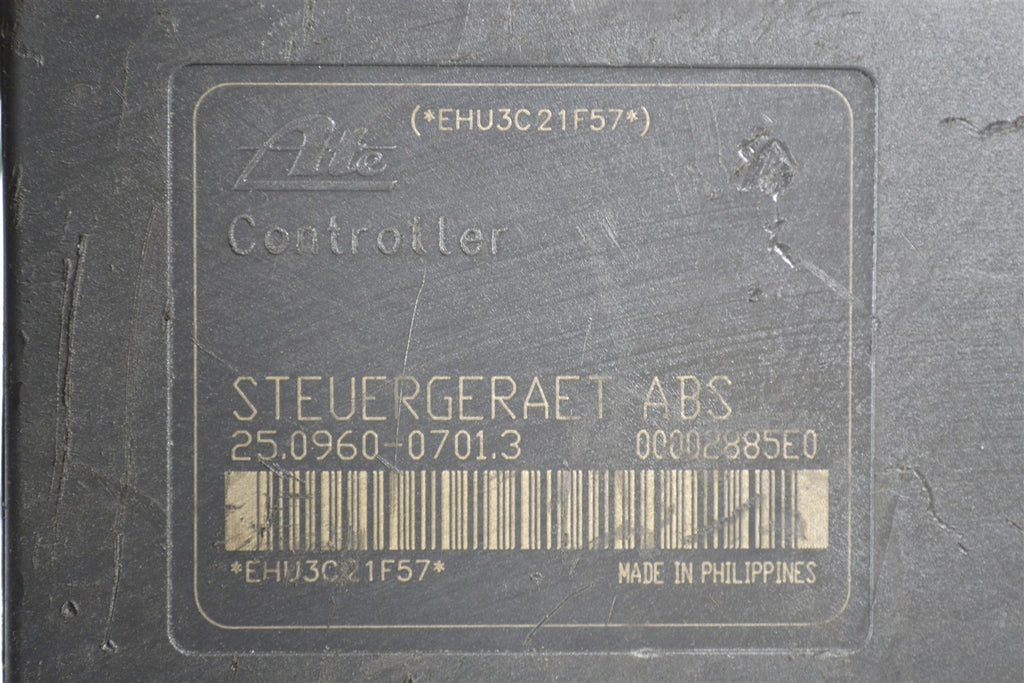 (*EHU3C21F57*)
Ate
Controller
STEUERGERAET ABS
25.0960-0701.3 00002885E0
*EHU3C21F57*
MADE IN PHILIPPINES